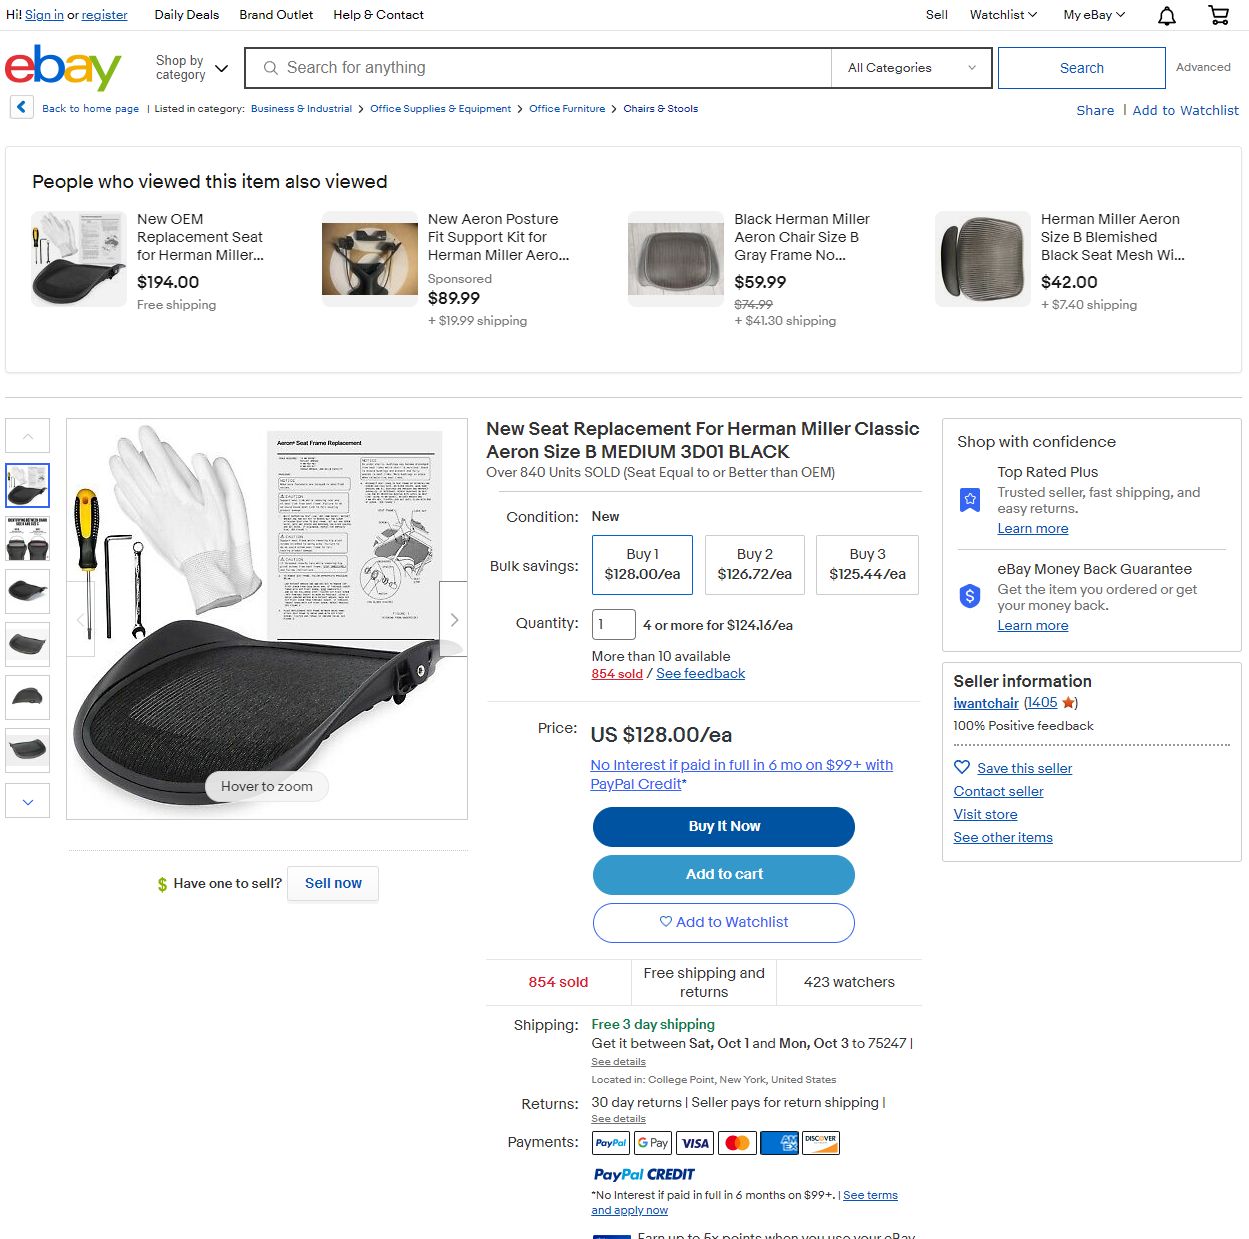 Hi! Sign in or register
Daily Deals
Brand Outlet
Help & Contact
Sell
Watchlist
My eBay
ebay
Shop by
category
Search for anything
All Categories
Search
Advanced
Back to home page | Listed in category: Business & Industrial > Office Supplies & Equipment > Office Furniture > Chairs & Stools
Share | Add to Watchlist
People who viewed this item also viewed
New OEM
Replacement Seat
for Herman Miller...
$194.00
Free shipping
New Aeron Posture
Fit Support Kit for
Herman Miller Aero...
Sponsored
$89.99
+ $19.99 shipping
Black Herman Miller
Aeron Chair Size B
Gray Frame No...
$59.99
$74.99
+ $41.30 shipping
Herman Miller Aeron
Size B Blemished
Black Seat Mesh Wi...
$42.00
+ $7.40 shipping
Aeron® Seat Frame Replacement
Hover to zoom
$ Have one to sell?
Sell now
New Seat Replacement For Herman Miller Classic
Aeron Size B MEDIUM 3D01 BLACK
Over 840 Units SOLD (Seat Equal to or Better than OEM)
Condition: New
Bulk savings:
Buy 1
$128.00/ea
Buy 2
$126.72/ea
Buy 3
$125.44/ea
Quantity: 1 4 or more for $124.16/ea
More than 10 available
854 sold / See feedback
Price: US $128.00/ea
No Interest if paid in full in 6 mo on $99+ with
PayPal Credit*
Buy It Now
Add to cart
Add to Watchlist
854 sold
Free shipping and
returns
423 watchers
Shipping: Free 3 day shipping
Get it between Sat, Oct 1 and Mon, Oct 3 to 75247 |
See details
Located in: College Point, New York, United States
Returns: 30 day returns | Seller pays for return shipping |
See details
Payments: PayPal G Pay VISA AMEX DISCOVER
PayPal CREDIT
*No Interest if paid in full in 6 months on $99+. | See terms
and apply now
Earn up to 5x points when you use your eBay
Shop with confidence
Top Rated Plus
Trusted seller, fast shipping, and
easy returns.
Learn more
eBay Money Back Guarantee
Get the item you ordered or get
your money back.
Learn more
Seller information
iwantchair (1405)
100% Positive feedback
Save this seller
Contact seller
Visit store
See other items